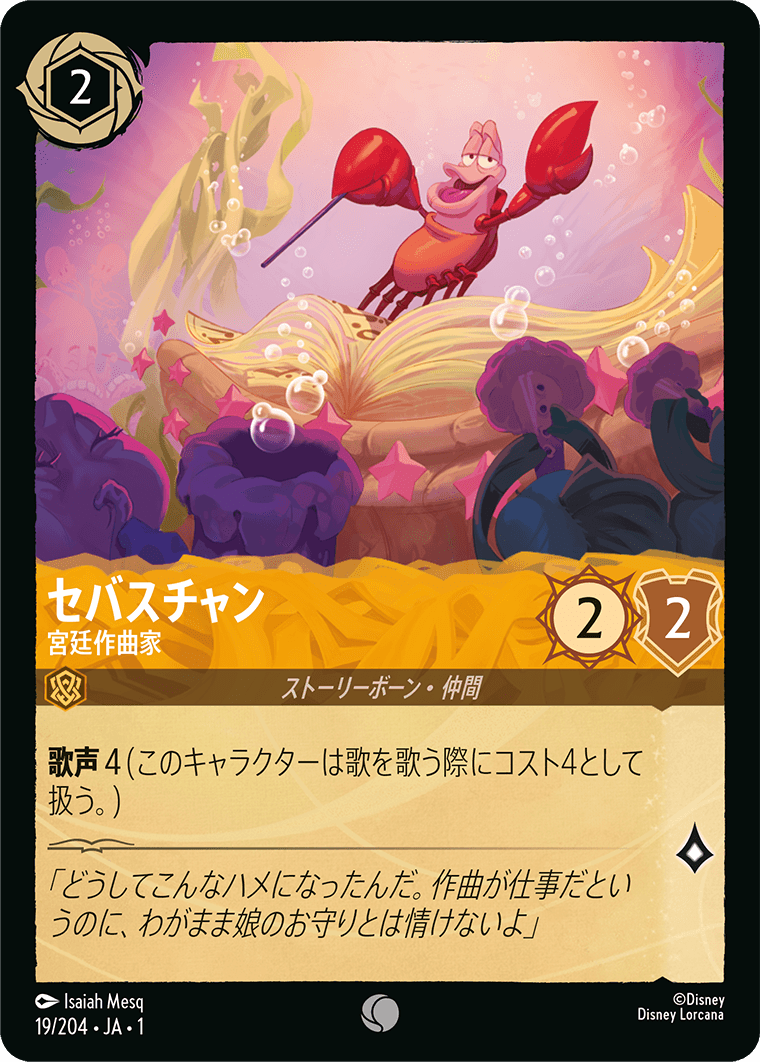 2
セバスチャン
宮廷作曲家
2
2
ストーリーボーン・仲間
歌声 4 (このキャラクターは歌を歌う際にコスト4として
扱う。)
「どうしてこんなハメになったんだ。作曲が仕事だとい
うのに、わがまま娘のお守りとは情けないよ」
Isaiah Mesq
19/204 • JA • 1
©Disney
Disney Lorcana